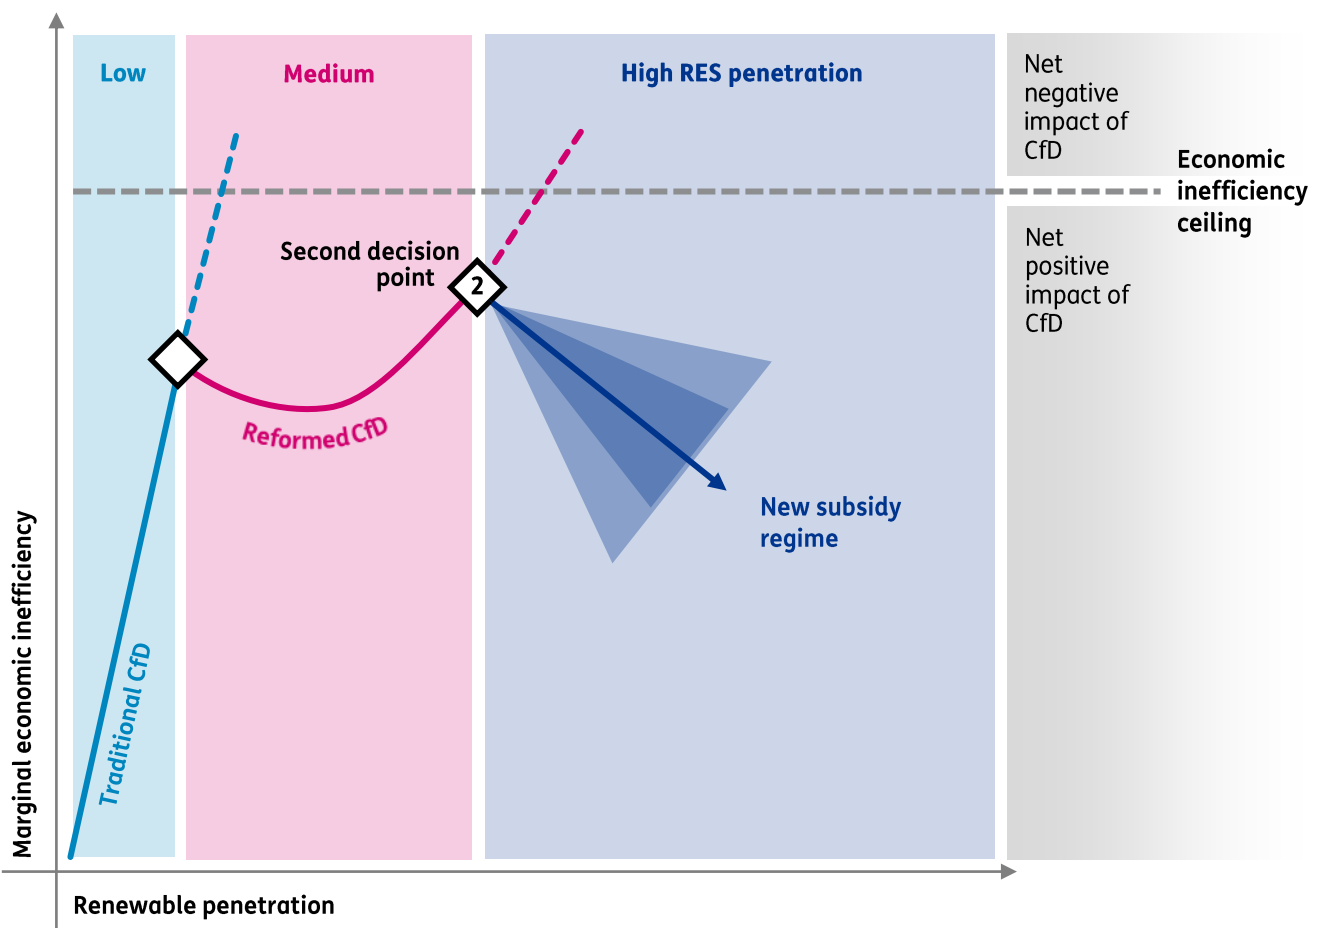 Low
Medium
High RES penetration
Net
negative
impact of
CfD
Economic
inefficiency
ceiling
Net
positive
impact of
CfD
Second decision
point
2
Reformed CfD
New subsidy
regime
Traditional CfD
Marginal economic inefficiency
Renewable penetration